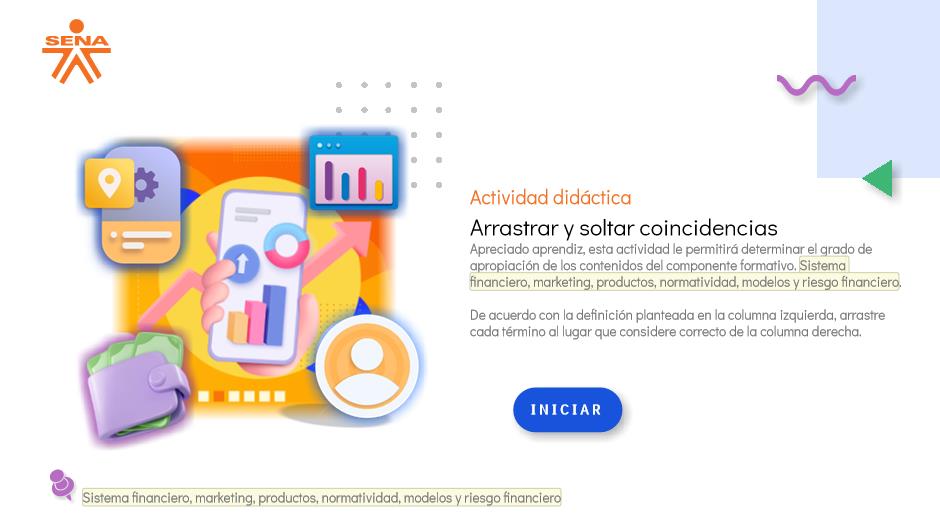 SENA
Actividad didáctica
Arrastrar y soltar coincidencias
Apreciado aprendiz, esta actividad le permitirá determinar el grado de
apropiación de los contenidos del componente formativo. Sistema
financiero, marketing, productos, normatividad, modelos y riesgo financiero.
De acuerdo con la definición planteada en la columna izquierda, arrastre
cada término al lugar que considere correcto de la columna derecha.
INICIAR
Sistema financiero, marketing, productos, normatividad, modelos y riesgo financiero